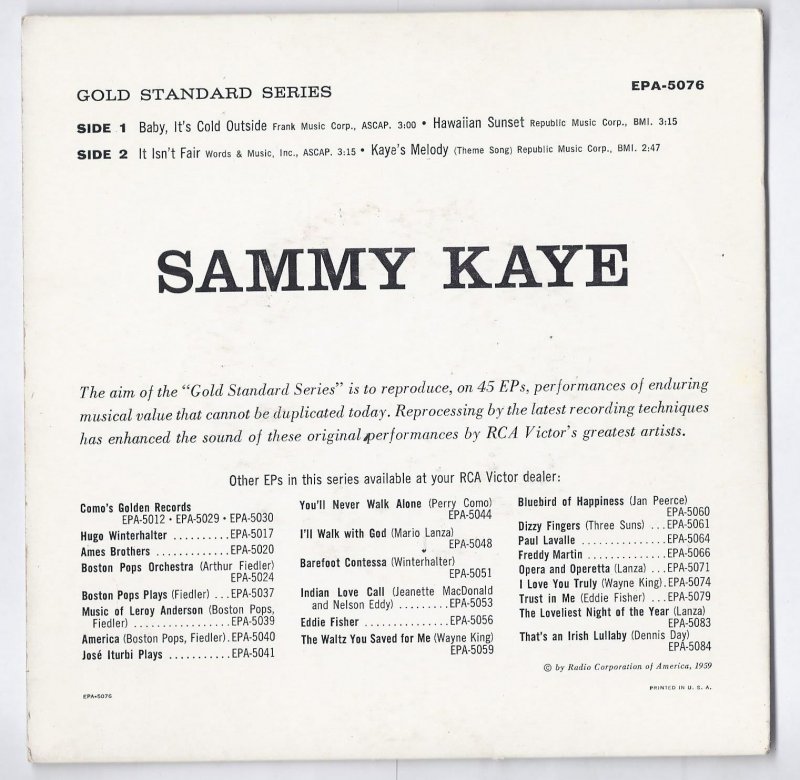 GOLD STANDARD SERIES
EPA-5076
SIDE 1 Baby, It's Cold Outside Frank Music Corp., ASCAP. 3:00 • Hawaiian Sunset Republic Music Corp., BMI. 3:15
SIDE 2 It Isn't Fair Words & Music, Inc., ASCAP. 3:15 • Kaye's Melody (Theme Song) Republic Music Corp., BMI. 2:47
SAMMY KAYE
The aim of the "Gold Standard Series" is to reproduce, on 45 EPs, performances of enduring
musical value that cannot be duplicated today. Reprocessing by the latest recording techniques
has enhanced the sound of these original performances by RCA Victor's greatest artists.
Other EPs in this series available at your RCA Victor dealer:
Como's Golden Records
EPA-5012 • EPA-5029 • EPA-5030
Hugo Winterhalter ..........EPA-5017
Ames Brothers .............EPA-5020
Boston Pops Orchestra (Arthur Fiedler)
EPA-5024
Boston Pops Plays (Fiedler) ...EPA-5037
Music of Leroy Anderson (Boston Pops,
Fiedler) .................EPA-5039
America (Boston Pops, Fiedler).EPA-5040
José Iturbi Plays ...........EPA-5041
You'll Never Walk Alone (Perry Como)
EPA-5044
I'll Walk with God (Mario Lanza)
EPA-5048
Barefoot Contessa (Winterhalter)
EPA-5051
Indian Love Call (Jeanette MacDonald
and Nelson Eddy) .........EPA-5053
Eddie Fisher ...............EPA-5056
The Waltz You Saved for Me (Wayne King)
EPA-5059
Bluebird of Happiness (Jan Peerce)
EPA-5060
Dizzy Fingers (Three Suns) ...EPA-5061
Paul Lavalle ...............EPA-5064
Freddy Martin ..............EPA-5066
Opera and Operetta (Lanza) ...EPA-5071
I Love You Truly (Wayne King).EPA-5074
Trust in Me (Eddie Fisher) ...EPA-5079
The Loveliest Night of the Year (Lanza)
EPA-5083
That's an Irish Lullaby (Dennis Day)
EPA-5084
© by Radio Corporation of America, 1959
EPA-5076
PRINTED IN U. S. A.